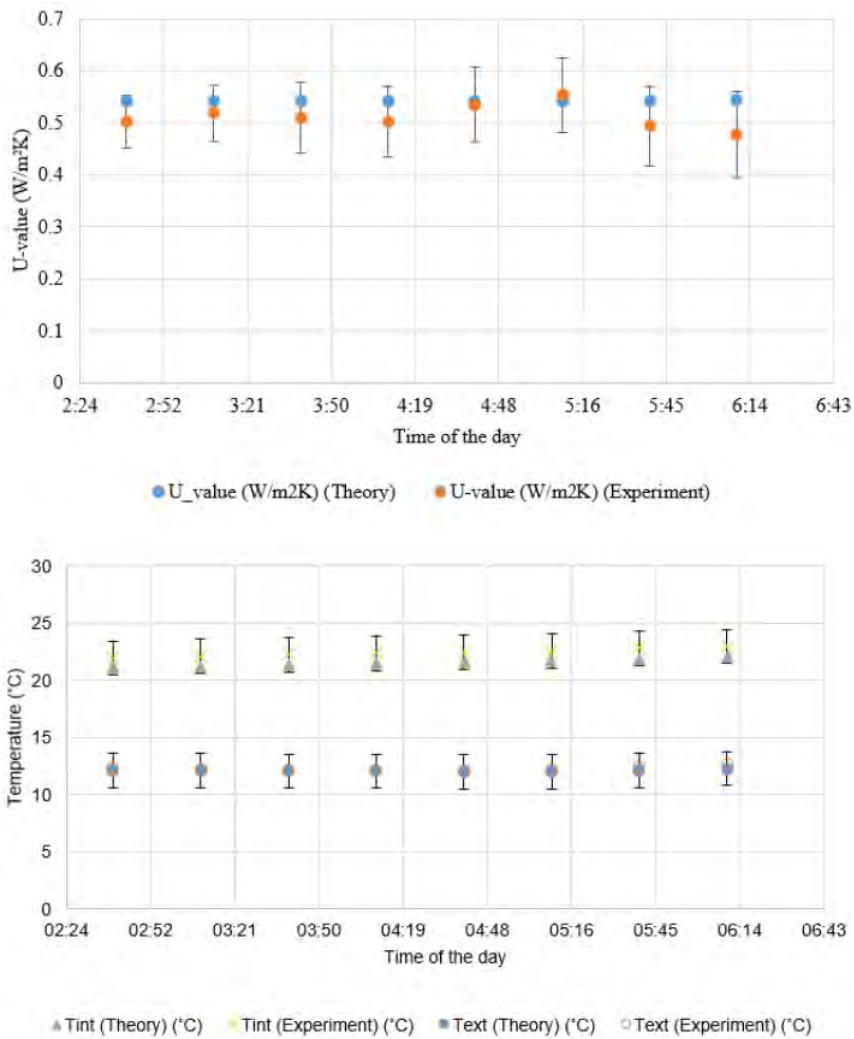 0.7
0.6
0.5
0.4
0.3
0.2
0.1
0
U-value (W/m²K)
2:24 2:52 3:21 3:50 4:19 4:48 5:16 5:45 6:14 6:43
Time of the day
U_value (W/m2K) (Theory) U-value (W/m2K) (Experiment)
30
25
20
15
10
5
0
Temperature (°C)
02:24 02:52 03:21 03:50 04:19 04:48 05:16 05:45 06:14 06:43
Time of the day
Tint (Theory) (°C) Tint (Experiment) (°C) Text (Theory) (°C) Text (Experiment) (°C)